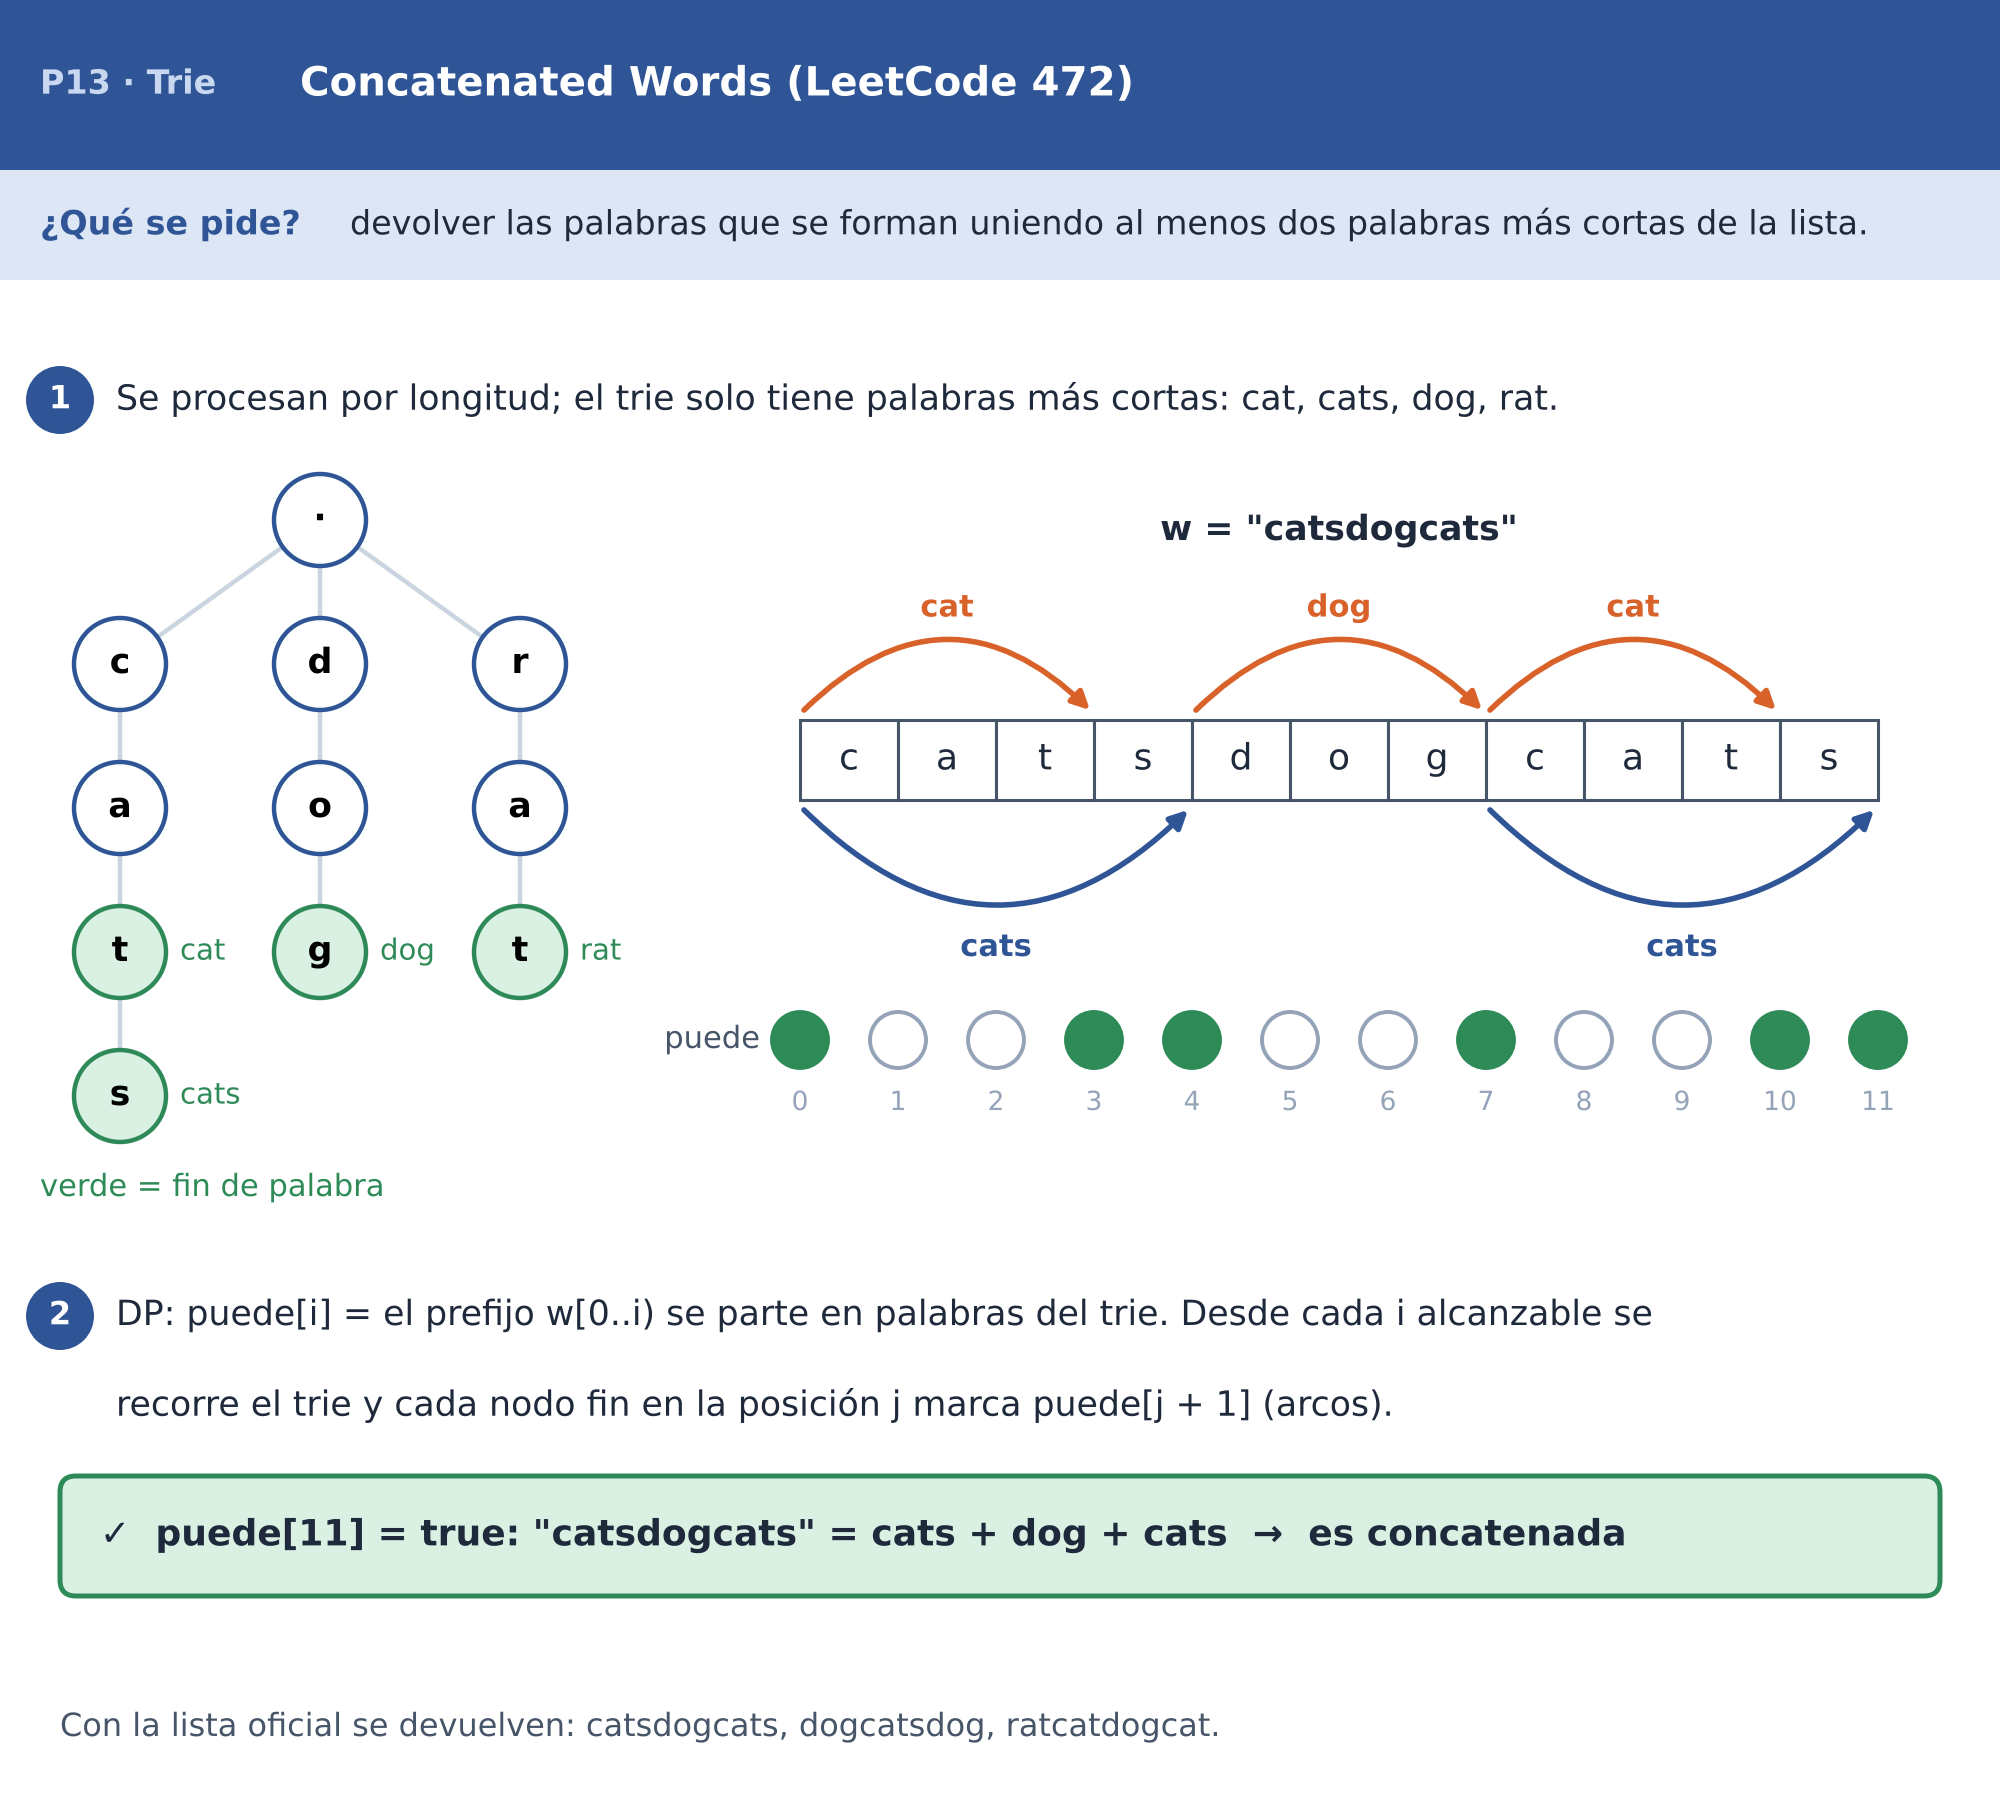 P13 · Trie Concatenated Words (LeetCode 472)
¿Qué se pide? devolver las palabras que se forman uniendo al menos dos palabras más cortas de la lista.
1 Se procesan por longitud; el trie solo tiene palabras más cortas: cat, cats, dog, rat.
·
c d r
a o a
t cat g dog t rat
s cats
verde = fin de palabra
w = "catsdogcats"
cat dog cat
c a t s d o g c a t s
cats cats
puede
0 1 2 3 4 5 6 7 8 9 10 11
2 DP: puede[i] = el prefijo w[0..i) se parte en palabras del trie. Desde cada i alcanzable se
recorre el trie y cada nodo fin en la posición j marca puede[j + 1] (arcos).
✓ puede[11] = true: "catsdogcats" = cats + dog + cats → es concatenada
Con la lista oficial se devuelven: catsdogcats, dogcatsdog, ratcatdogcat.